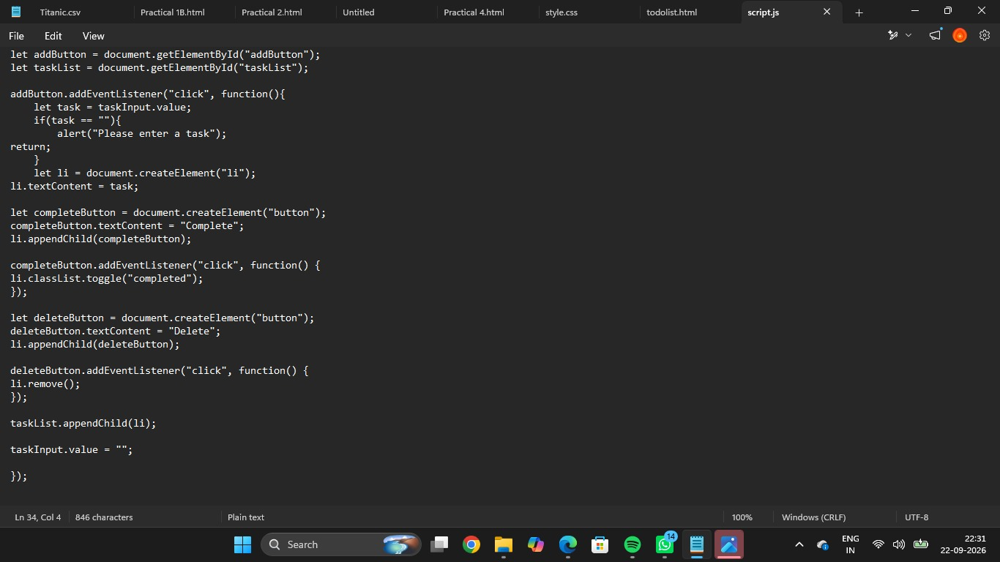 Titanic.csv Practical 1B.html Practical 2.html Untitled Practical 4.html style.css todolist.html script.js
File Edit View
let addButton = document.getElementById("addButton");
let taskList = document.getElementById("taskList");

addButton.addEventListener("click", function(){
    let task = taskInput.value;
    if(task == ""){
        alert("Please enter a task");
return;
    }
    let li = document.createElement("li");
li.textContent = task;

let completeButton = document.createElement("button");
completeButton.textContent = "Complete";
li.appendChild(completeButton);

completeButton.addEventListener("click", function() {
li.classList.toggle("completed");
});

let deleteButton = document.createElement("button");
deleteButton.textContent = "Delete";
li.appendChild(deleteButton);

deleteButton.addEventListener("click", function() {
li.remove();
});

taskList.appendChild(li);

taskInput.value = "";

});
Ln 34, Col 4 846 characters Plain text 100% Windows (CRLF) UTF-8
Search 14 ENG 22:31
IN 22-09-2026